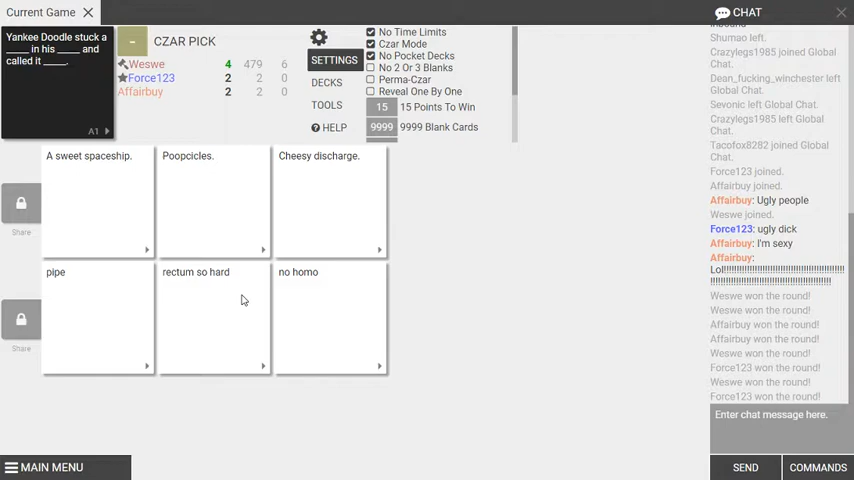 Current Game
Yankee Doodle stuck a
____ in his ____ and
called it ____.
A1
-
CZAR PICK
Weswe 4 479 6
Force123 2 2 0
Affairbuy 2 2 0
SETTINGS
DECKS
TOOLS
? HELP
No Time Limits
Czar Mode
No Pocket Decks
No 2 Or 3 Blanks
Perma-Czar
Reveal One By One
15 15 Points To Win
9999 9999 Blank Cards
Share
A sweet spaceship.
Poopcicles.
Cheesy discharge.
Share
pipe
rectum so hard
no homo
MAIN MENU
CHAT
Shumao left.
Crazylegs1985 joined Global
Chat.
Dean_fucking_winchester left
Global Chat.
Sevonic left Global Chat.
Crazylegs1985 left Global
Chat.
Tacofox8282 joined Global
Chat.
Force123 joined.
Affairbuy joined.
Affairbuy: Ugly people
Weswe joined.
Force123: ugly dick
Affairbuy: I'm sexy
Affairbuy:
Weswe won the round!
Weswe won the round!
Affairbuy won the round!
Affairbuy won the round!
Weswe won the round!
Force123 won the round!
Weswe won the round!
Force123 won the round!
Enter chat message here.
SEND
COMMANDS